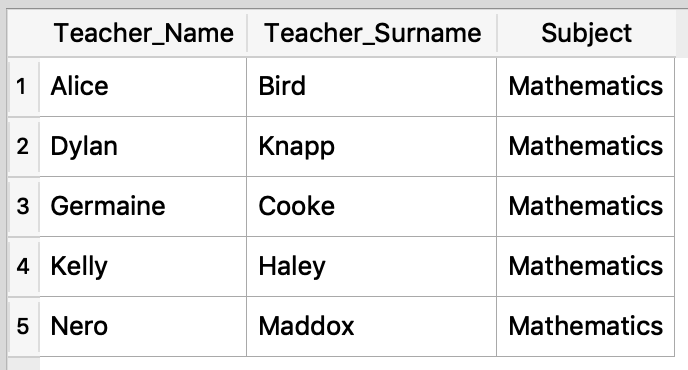 Teacher_Name Teacher_Surname Subject
1 Alice Bird Mathematics
2 Dylan Knapp Mathematics
3 Germaine Cooke Mathematics
4 Kelly Haley Mathematics
5 Nero Maddox Mathematics